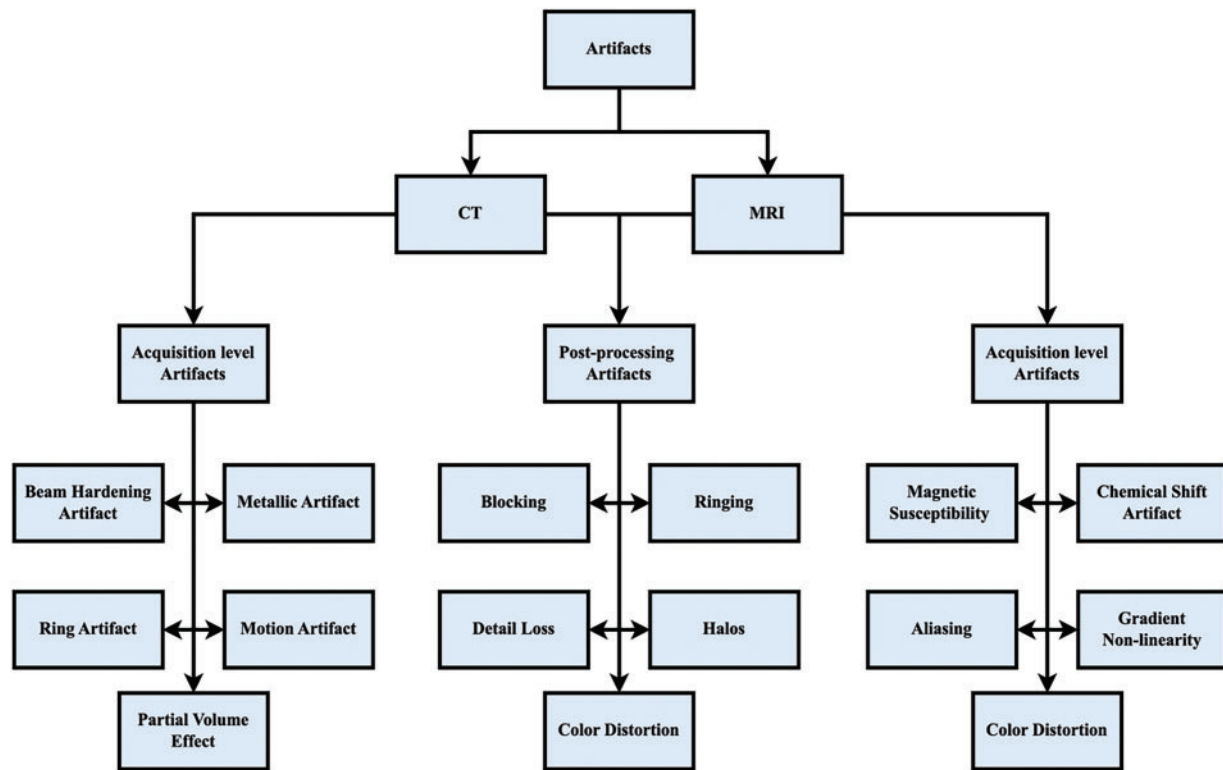 Artifacts
CT
MRI
Acquisition level
Artifacts
Post-processing
Artifacts
Acquisition level
Artifacts
Beam Hardening
Artifact
Metallic Artifact
Blocking
Ringing
Magnetic
Susceptibility
Chemical Shift
Artifact
Ring Artifact
Motion Artifact
Detail Loss
Halos
Aliasing
Gradient
Non-linearity
Partial Volume
Effect
Color Distortion
Color Distortion